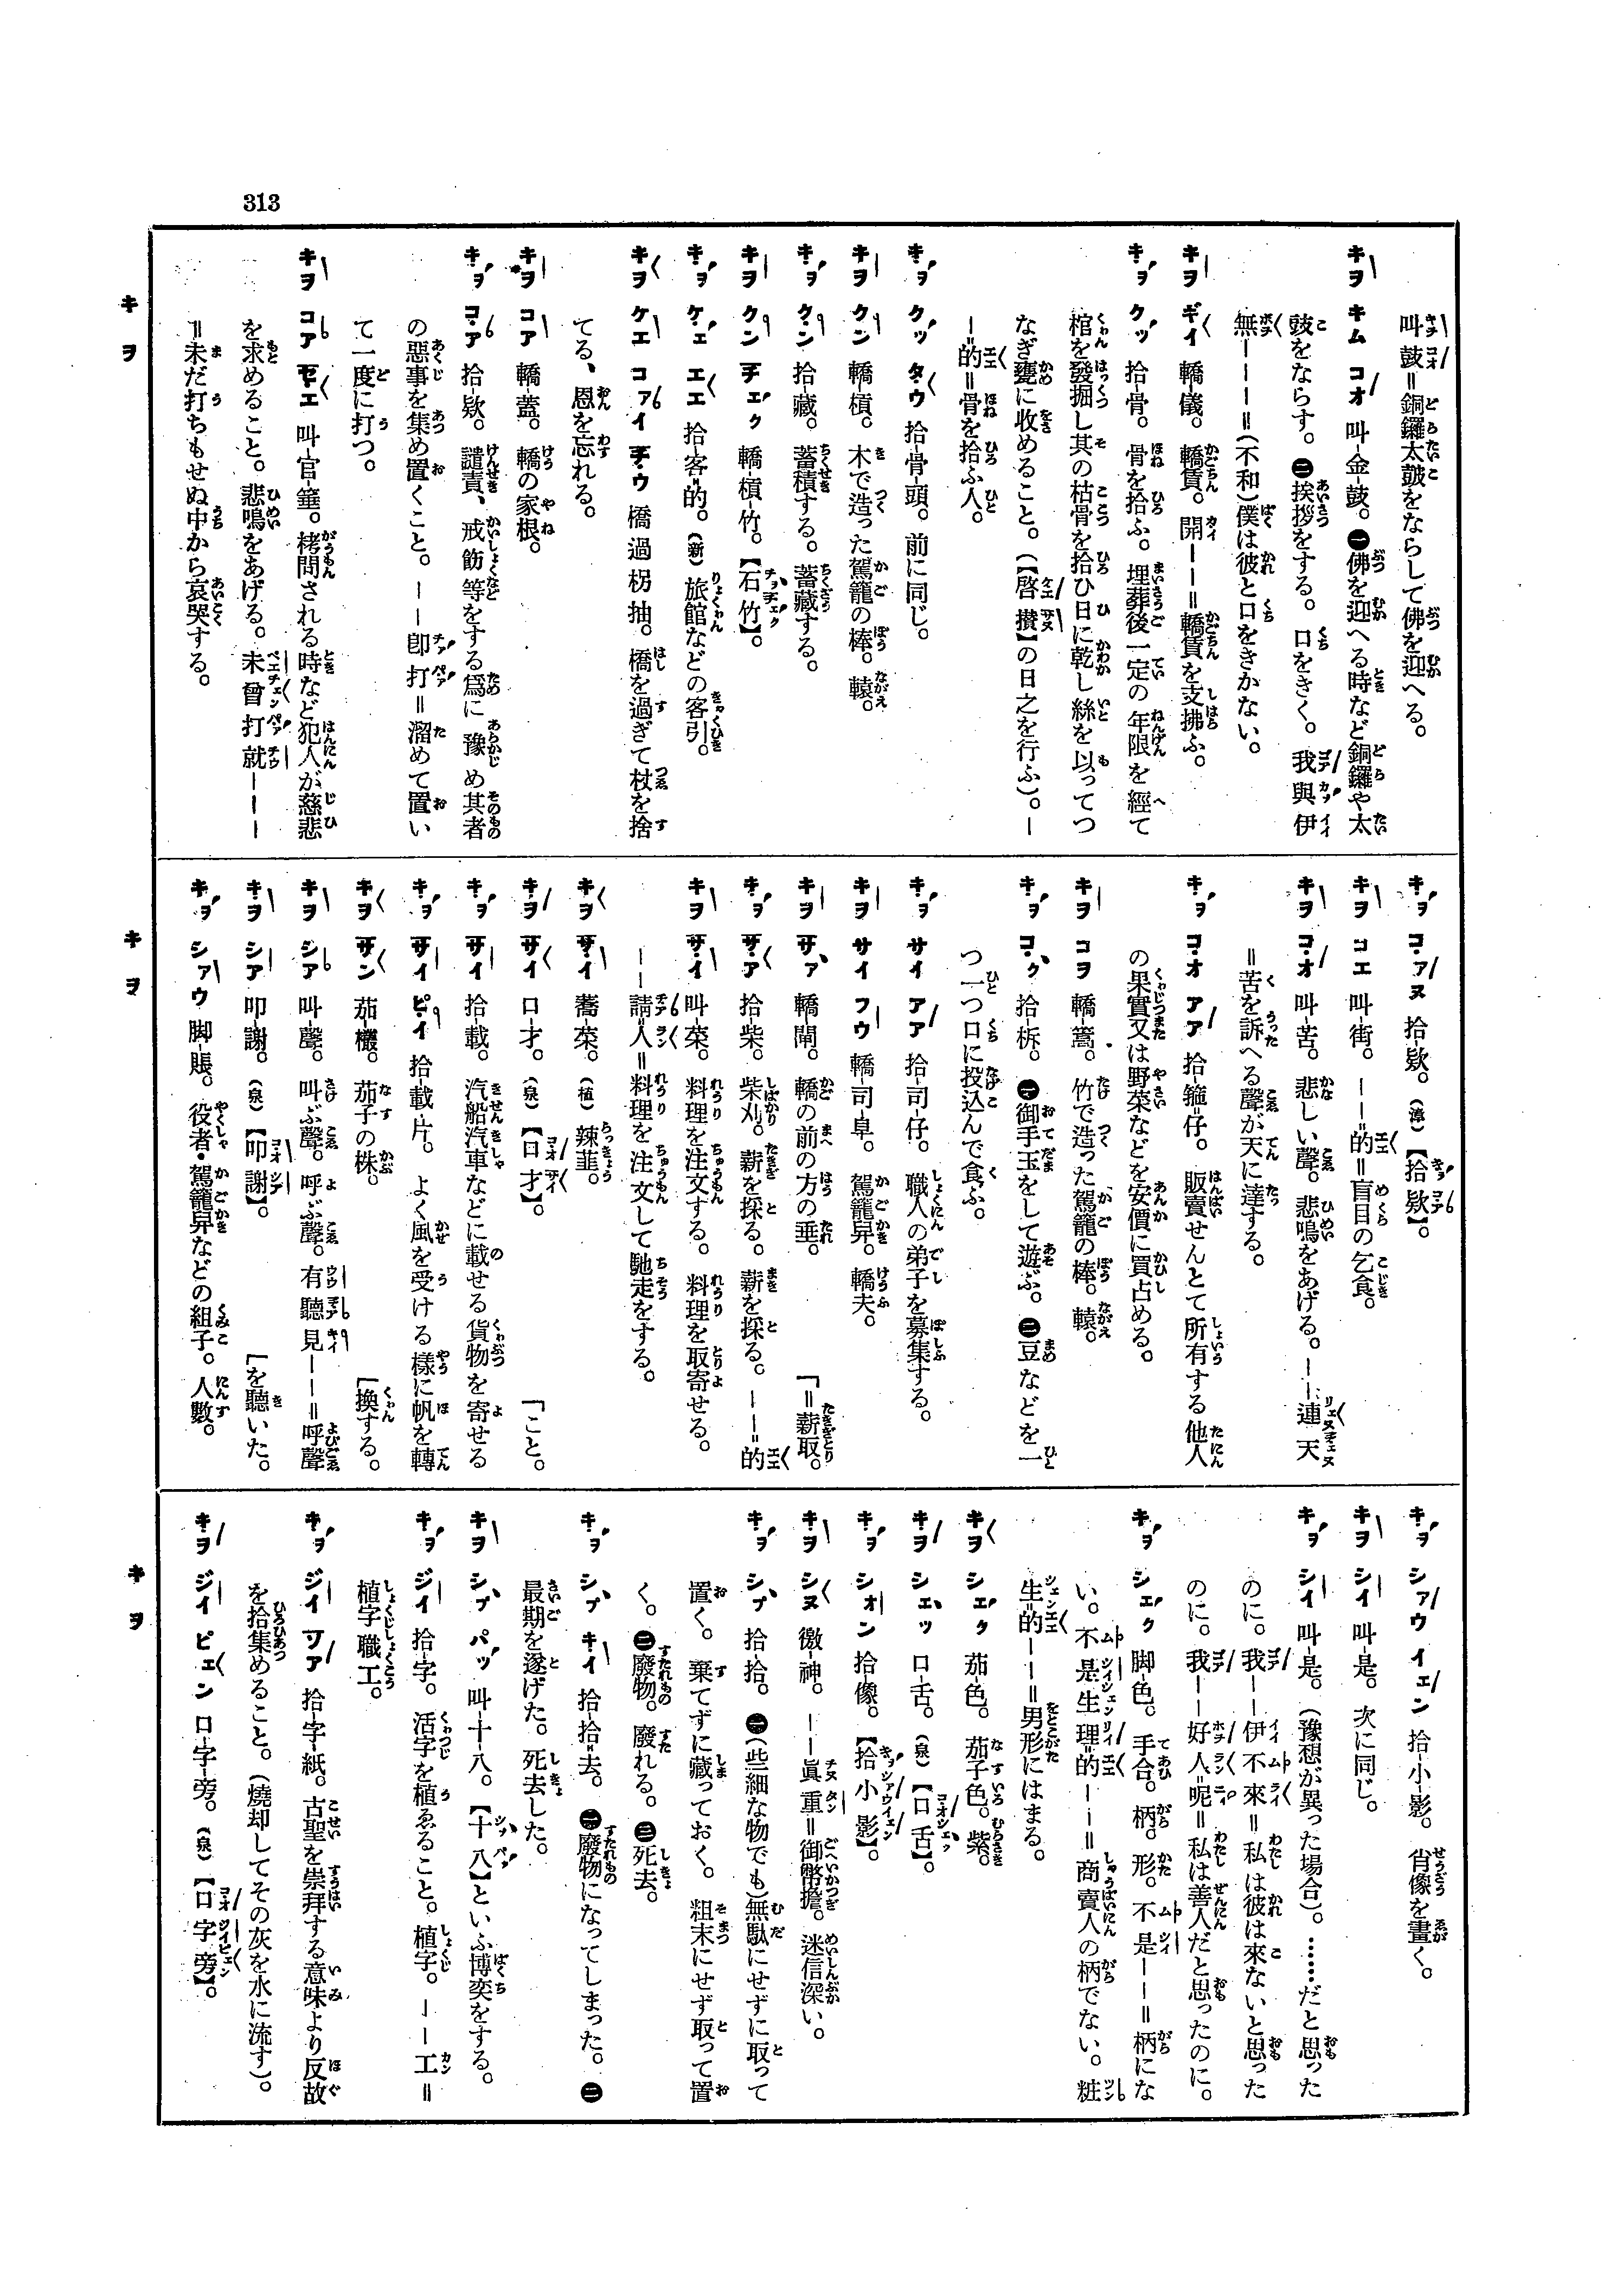 313
叫鼓＝銅鑼太皷をならして佛を迎へる。
キヲ キム コオ 叫-金-鼓。㊀佛を迎へる時など銅鑼や太
皷をならす。㊁挨拶をする。口をきく。我與伊
無―――＝(不和)僕は彼と口をきかない。
キヲ ギイ 轎-儀。轎賃。開――＝轎賃を支拂ふ。
キヲ クッ 拾-骨。骨を拾ふ。埋葬後一定の年限を經て
棺を發掘し其の枯骨を拾ひ日に乾し絲を以ってつ
なぎ甕に收めること。(【啓攅】の日之を行ふ)。―
―＝的＝骨を拾ふ人。
キヲ クッ タウ 拾-骨-頭。前に同じ。
キヲ クン 轎-槓。木で造った駕籠の棒。轅。
キヲ クン 拾-藏。蓄積する。蓄藏する。
キヲ クン チェク 轎-槓-竹。【石竹】。
キヲ ケェ エエ 拾-客=的。(新)旅館などの客引。
キヲ ケエ コァイ チウ 橋過枴抽。橋を過ぎて杖を捨
てる、恩を忘れる。
キヲ コア 轎-蓋。轎の家根。
キヲ コア 拾-欵。譴責、戒飭等をする爲に豫め其者
の惡事を集め置くこと。――卽打＝溜めて置い
て一度に打つ。
キヲ コア セエ 叫-官-箠。拷問される時など犯人が慈悲
を求めること。悲鳴をあげる。未曾打就―――
＝未だ打ちもせぬ中から哀哭する。
キヲ
キヲ コァヌ 拾-欵。(漳)【拾欵】。
キヲ コエ 叫-街。――＝的＝盲目の乞食。
キヲ コオ 叫-苦。悲しい聲。悲鳴をあげる。――連天
＝苦を訴へる聲が天に達する。
キヲ コオ アア 拾-箍=仔。販賣せんとて所有する他人
の果實又は野菜などを安價に買占める。
キヲ コヲ 轎-篙。竹で造った駕籠の棒。轅。
キヲ コク 拾-柝。㊀御手玉をして遊ぶ。㊁豆などを一
つ一つ口に投込んで食ふ。
キヲ サイ アア 拾-司-仔。職人の弟子を募集する。
キヲ サイ フウ 轎-司-阜。駕籠舁。轎夫。
キヲ サァ 轎-閘。轎の前の方の垂。
「＝薪取。
キヲ サア 拾-柴。柴刈。薪を採る。薪を採る。――＝的
キヲ サイ 叫-菜。料理を注文する。料理を取寄せる。
――請人＝料理を注文して馳走をする。
キヲ サイ 蕎-菜。(植)辣韮。
キヲ サイ 口-才。(泉)【口才】。
「こと。
キヲ サイ 拾-載。汽船汽車などに載せる貨物を寄せる
キヲ サイ ピイ 拾-載-片。よく風を受ける樣に帆を轉
「換する。
キヲ サン 茄-欉。茄子の株。
キヲ シア 叫-聲。叫ぶ聲。呼ぶ聲。有聽見――＝呼聲
「を聽いた。
キヲ シア 叩-謝。(泉)【叩謝】。
キヲ シァウ 脚-賬。役者・駕籠舁などの組子。人數。
キヲ
キヲ シァウ イェン 拾-小-影。肖像を畫く。
キヲ シイ 叫-是。次に同じ。
キヲ シイ 叫-是。(豫想が異った場合)。……だと思った
のに。我――伊不來＝私は彼は來ないと思った
のに。我――好人=呢＝私は善人だと思ったのに。
キヲ シェク 脚-色。手合。柄。形。不是――＝柄にな
い。不是生理=的――＝商賣人の柄でない。粧
生=的――＝男形にはまる。
キヲ シェク 茄-色。茄子色。紫。
キヲ シェッ 口-舌。(泉)【口舌】。
キヲ シオン 拾-像。【拾小影】。
キヲ シヌ 徼-神。――眞重＝御幣擔。迷信深い。
キヲ シプ 拾-拾。㊀(些細な物でも)無駄にせずに取って
置く。棄てずに藏っておく。粗末にせず取って置
く。㊁廢物。廢れる。㊂死去。
キヲ シプ キイ 拾-拾=去。㊀廢物になってしまった。㊁
最期を遂げた。死去した。
キヲ シプ パッ 叫-十-八。【十八】といふ博奕をする。
キヲ ジイ 拾-字。活字を植ゑること。植字。――工＝
植字職工。
キヲ ジイ ツァ 拾-字-紙。古聖を崇拜する意味より反故
を拾集めること。(燒却してその灰を水に流す)。
キヲ ジイ ピェン 口-字-旁。(泉)【口字旁】。
キヲ